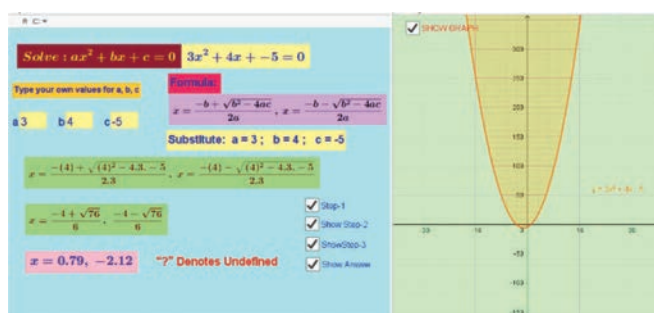 Solve : ax² + bx + c = 0
3x² + 4x + −5 = 0
Type your own values for a, b, c
Formula:
x = (−b + √(b² − 4ac))/(2a) , x = (−b − √(b² − 4ac))/(2a)
a 3 b 4 c -5
Substitute: a = 3 ; b = 4 ; c = -5
x = (−(4) + √((4)² − 4.3. − 5))/(2.3) , x = (−(4) − √((4)² − 4.3. − 5))/(2.3)
x = (−4 + √76)/6 , (−4 − √76)/6
Step-1
Show Step-2
ShowStep-3
Show Answer
x = 0.79, −2.12
"?" Denotes Undefined
SHOW GRAPH